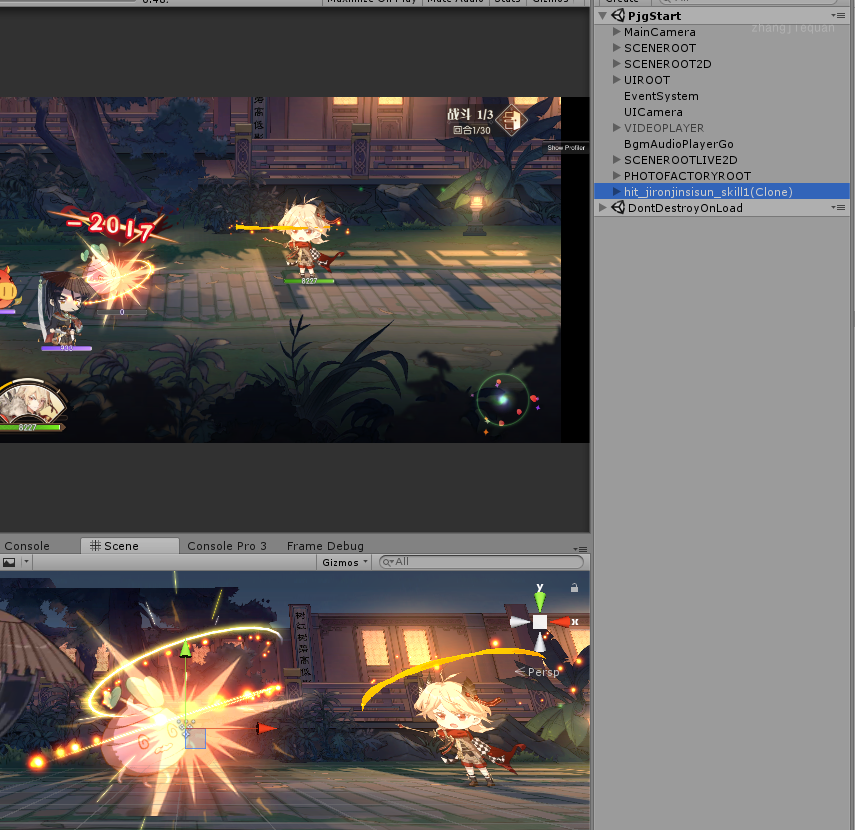 Maximize On Play Mute Audio Stats Gizmos
Create
All
PjgStart
zhangjieguan
MainCamera
SCENEROOT
SCENEROOT2D
UIROOT
EventSystem
UICamera
VIDEOPLAYER
BgmAudioPlayerGo
SCENEROOTLIVE2D
PHOTOFACTORYROOT
hit_jironjinsisun_skill1(Clone)
DontDestroyOnLoad
战斗 1/3
回合1/30
Show Profiler
-2017
8227
0
933
8227
Console
Scene
Console Pro 3
Frame Debug
Gizmos
All
y
x
Persp